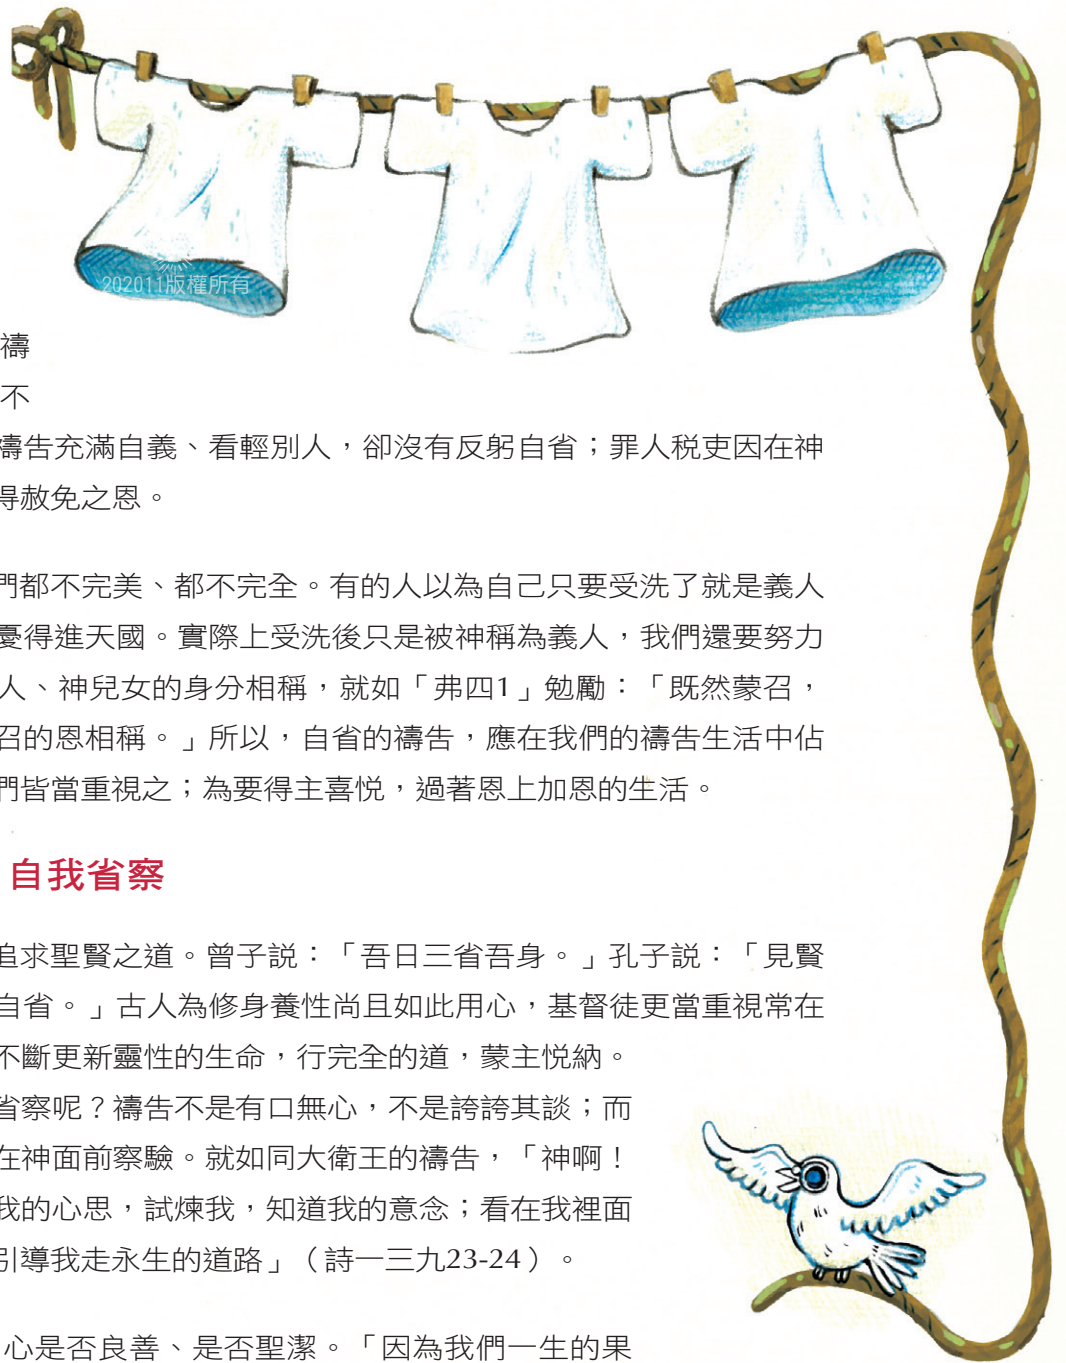 202011版權所有
禱
不
禱告充滿自義、看輕別人，卻沒有反躬自省；罪人稅吏因在神
得赦免之恩。
門都不完美、都不完全。有的人以為自己只要受洗了就是義人
憂得進天國。實際上受洗後只是被神稱為義人，我們還要努力
人、神兒女的身分相稱，就如「弗四1」勉勵：「既然蒙召，
召的恩相稱。」所以，自省的禱告，應在我們的禱告生活中佔
門皆當重視之；為要得主喜悅，過著恩上加恩的生活。
自我省察
追求聖賢之道。曾子說：「吾日三省吾身。」孔子說：「見賢
自省。」古人為修身養性尚且如此用心，基督徒更當重視常在
不斷更新靈性的生命，行完全的道，蒙主悅納。
省察呢？禱告不是有口無心，不是誇誇其談；而
在神面前察驗。就如同大衛王的禱告，「神啊！
我的心思，試煉我，知道我的意念；看在我裡面
引導我走永生的道路」（詩一三九23-24）。
心是否良善、是否聖潔。「因為我們一生的果